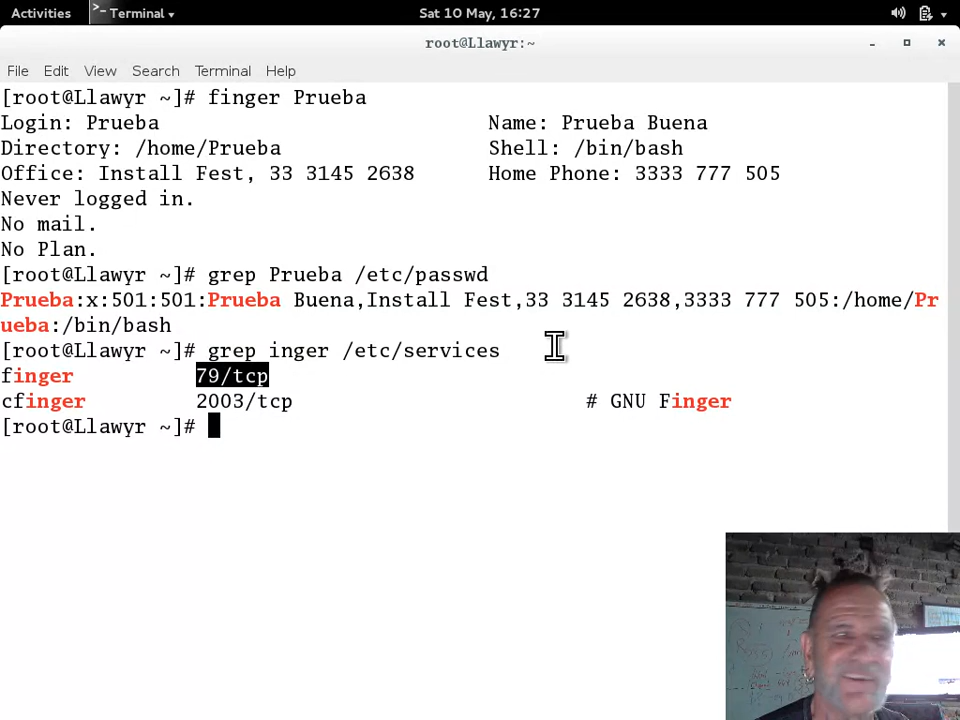 Activities Terminal Sat 10 May, 16:27
root@Llawyr:~
File Edit View Search Terminal Help
[root@Llawyr ~]# finger Prueba
Login: Prueba Name: Prueba Buena
Directory: /home/Prueba Shell: /bin/bash
Office: Install Fest, 33 3145 2638 Home Phone: 3333 777 505
Never logged in.
No mail.
No Plan.
[root@Llawyr ~]# grep Prueba /etc/passwd
Prueba:x:501:501:Prueba Buena,Install Fest,33 3145 2638,3333 777 505:/home/Pr
ueba:/bin/bash
[root@Llawyr ~]# grep inger /etc/services
finger 79/tcp
cfinger 2003/tcp # GNU Finger
[root@Llawyr ~]#